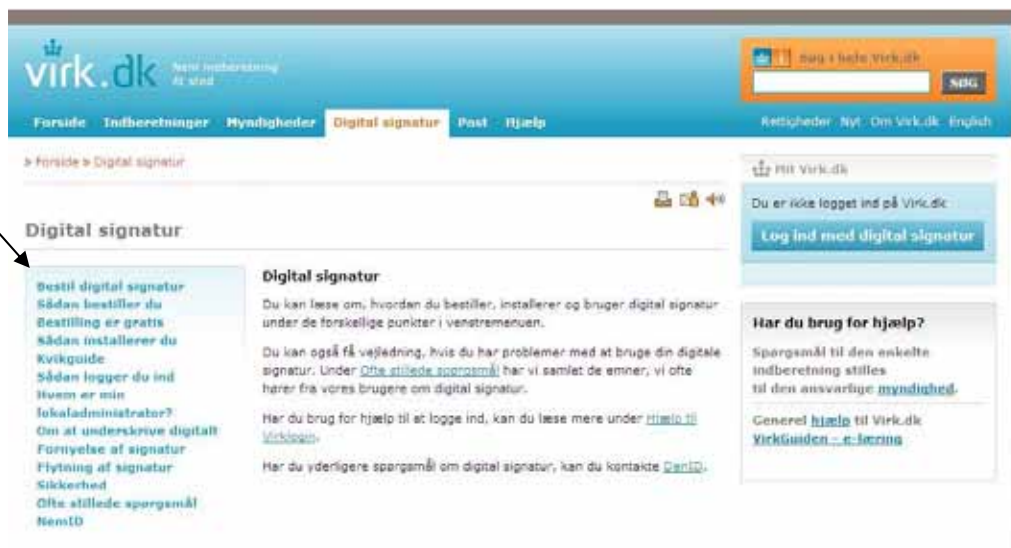 virk.dk
Nem indberetning
ét sted
Søg i hele Virk.dk
SØG
Forside Indberetninger Myndigheder Digital signatur Post Hjælp
Rettigheder Nyt Om Virk.dk English
» Forside » Digital signatur
Mit Virk.dk
Du er ikke logget ind på Virk.dk
Log ind med digital signatur
Digital signatur
Bestil digital signatur
Sådan bestiller du
Bestilling er gratis
Sådan installerer du
Kvikguide
Sådan logger du ind
Hvem er min
lokaladministrator?
Om at underskrive digitalt
Fornyelse af signatur
Flytning af signatur
Sikkerhed
Ofte stillede spørgsmål
NemID
Digital signatur
Du kan læse om, hvordan du bestiller, installerer og bruger digital signatur
under de forskellige punkter i venstremenuen.
Du kan også få vejledning, hvis du har problemer med at bruge din digitale
signatur. Under Ofte stillede spørgsmål har vi samlet de emner, vi ofte
hører fra vores brugere om digital signatur.
Har du brug for hjælp til at logge ind, kan du læse mere under Hjælp til
Virklogin.
Har du yderligere spørgsmål om digital signatur, kan du kontakte DanID.
Har du brug for hjælp?
Spørgsmål til den enkelte
indberetning stilles
til den ansvarlige myndighed.
Generel hjælp til Virk.dk
VirkGuiden - e-læring